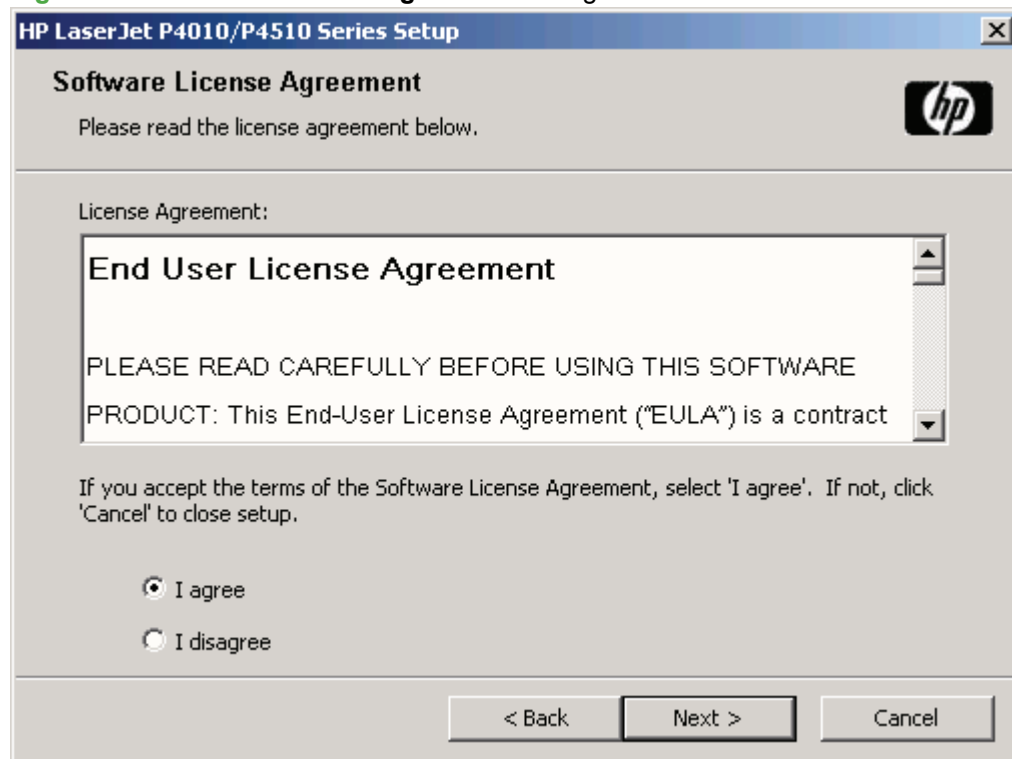 HP LaserJet P4010/P4510 Series Setup
Software License Agreement
Please read the license agreement below.
hp
License Agreement:
End User License Agreement
PLEASE READ CAREFULLY BEFORE USING THIS SOFTWARE
PRODUCT: This End-User License Agreement ("EULA") is a contract
If you accept the terms of the Software License Agreement, select 'I agree'. If not, click
'Cancel' to close setup.
I agree
I disagree
< Back Next > Cancel